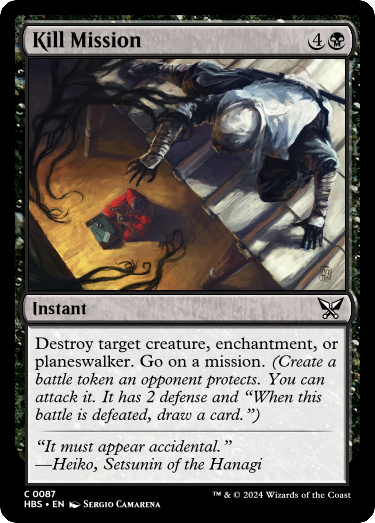 Kill Mission 4
Instant
Destroy target creature, enchantment, or
planeswalker. Go on a mission. (Create a
battle token an opponent protects. You can
attack it. It has 2 defense and “When this
battle is defeated, draw a card.”)
“It must appear accidental.”
—Heiko, Setsunin of the Hanagi
C 0087
HBS • EN Sergio Camarena
™ & © 2024 Wizards of the Coast